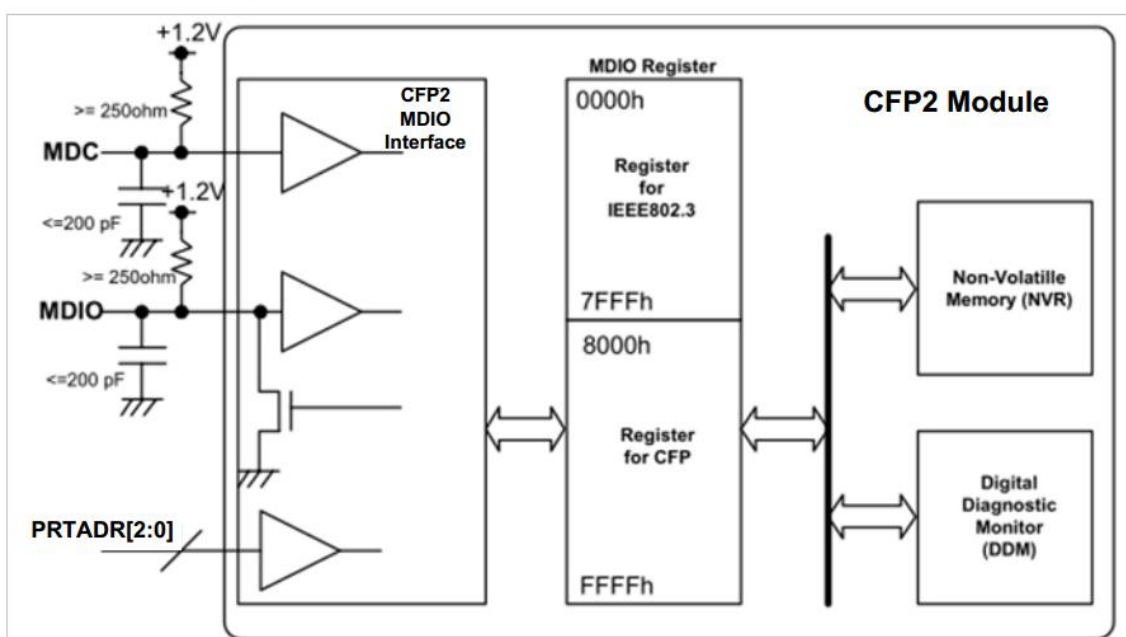 +1.2V
>= 250ohm
MDC
+1.2V
<=200 pF
>= 250ohm
MDIO
<=200 pF
PRTADR[2:0]
CFP2
MDIO
Interface
MDIO Register
0000h
Register
for
IEEE802.3
7FFFh
8000h
Register
for CFP
FFFFh
CFP2 Module
Non-Volatille
Memory (NVR)
Digital
Diagnostic
Monitor
(DDM)